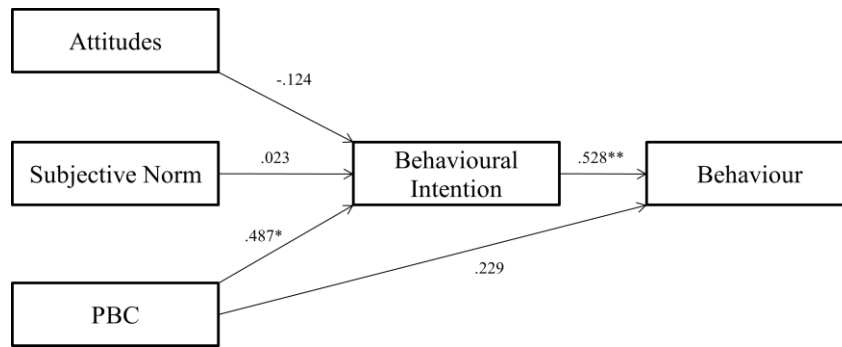 Attitudes
-.124
Subjective Norm
.023
Behavioural
Intention
.528**
Behaviour
.487*
.229
PBC